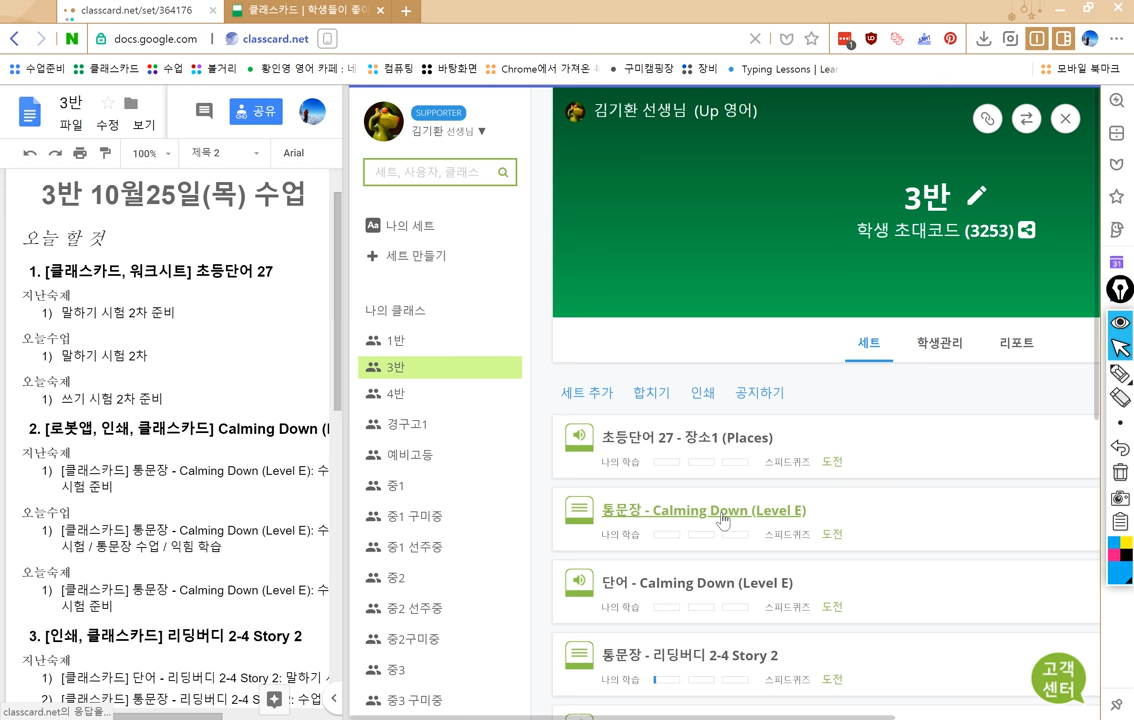 classcard.net/set/364176
클래스카드 | 학생들이 좋아
docs.google.com
classcard.net
수업준비
클래스카드
수업
볼거리
황인영 영어 카페 : 네
컴퓨팅
바탕화면
Chrome에서 가져온
구미캠핑장
장비
Typing Lessons | Lear
모바일 북마크
3반
파일 수정 보기
공유
100%
제목 2
Arial
3반 10월25일(목) 수업
오늘 할 것
1. [클래스카드, 워크시트] 초등단어 27
지난숙제
1) 말하기 시험 2차 준비
오늘수업
1) 말하기 시험 2차
오늘숙제
1) 쓰기 시험 2차 준비
2. [로봇앱, 인쇄, 클래스카드] Calming Down (
지난숙제
1) [클래스카드] 통문장 - Calming Down (Level E): 수
시험 준비
오늘수업
1) [클래스카드] 통문장 - Calming Down (Level E): 수
시험 / 통문장 수업 / 익힘 학습
오늘숙제
1) [클래스카드] 통문장 - Calming Down (Level E): 수
시험 준비
3. [인쇄, 클래스카드] 리딩버디 2-4 Story 2
지난숙제
1) [클래스카드] 단어 - 리딩버디 2-4 Story 2: 말하기
2) [클래스카드] 통문장 - 리딩버디 2-4 S : 수업
classcard.net의 응답을...
SUPPORTER
김기환 선생님 ▼
세트, 사용자, 클래스
나의 세트
세트 만들기
나의 클래스
1반
3반
4반
경구고1
예비고등
중1
중1 구미중
중1 선주중
중2
중2 선주중
중2구미중
중3
중3 구미중
김기환 선생님 (Up 영어)
3반
학생 초대코드 (3253)
세트 학생관리 리포트
세트 추가 합치기 인쇄 공지하기
초등단어 27 - 장소1 (Places)
나의 학습 스피드퀴즈 도전
통문장 - Calming Down (Level E)
나의 학습 스피드퀴즈 도전
단어 - Calming Down (Level E)
나의 학습 스피드퀴즈 도전
통문장 - 리딩버디 2-4 Story 2
나의 학습 스피드퀴즈 도전
고객
센터